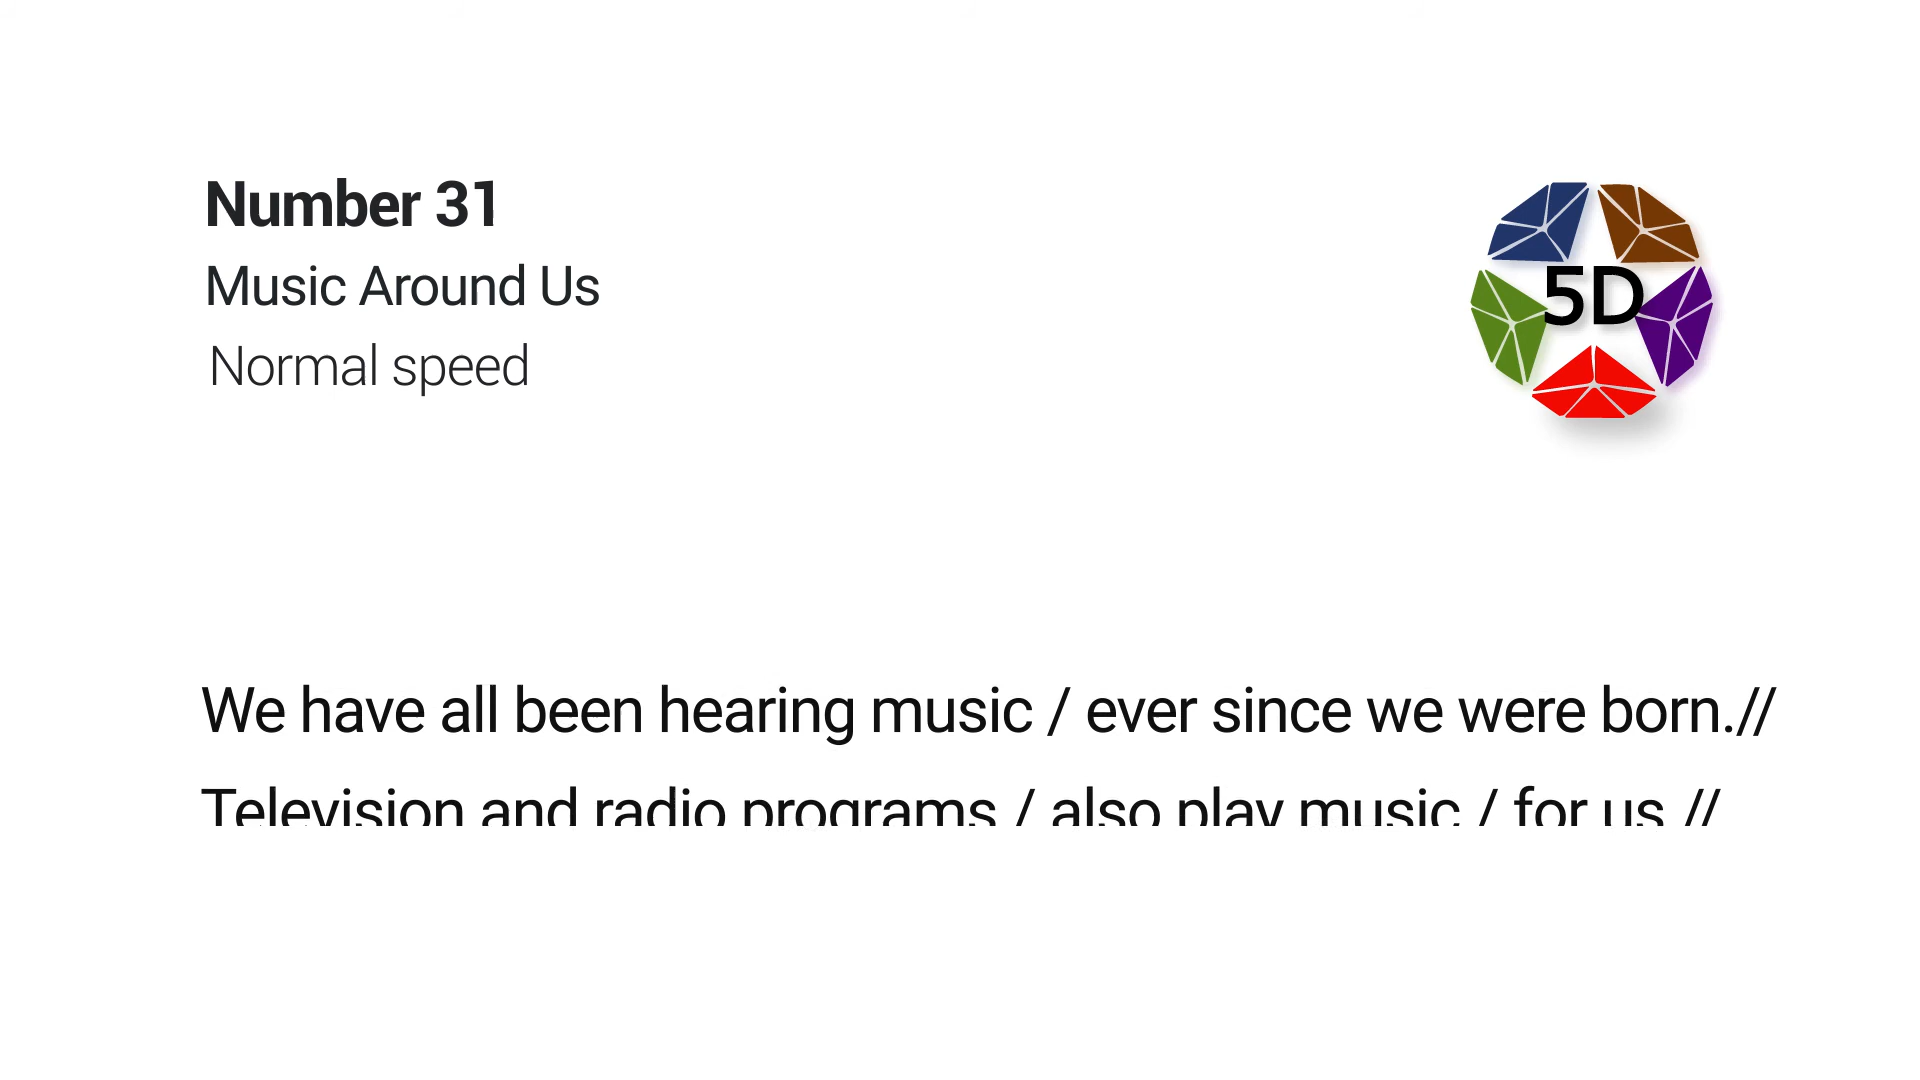 Number 31
Music Around Us
Normal speed
5D
We have all been hearing music / ever since we were born.//
Television and radio programs / also play music / for us.//